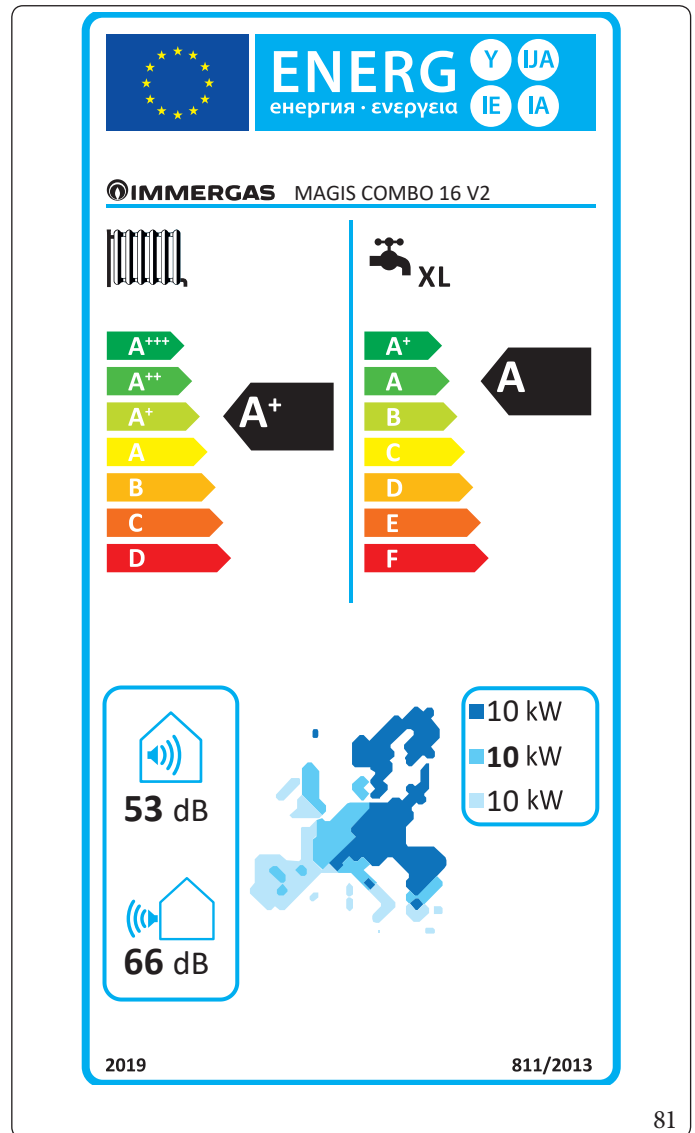 ENERG
енергия · ενεργεια
Y IJA
IE IA
IMMERGAS MAGIS COMBO 16 V2
XL
A+++
A++
A+
A
B
C
D
A+
A+
A
B
C
D
E
F
A
53 dB
66 dB
10 kW
10 kW
10 kW
2019
811/2013
81